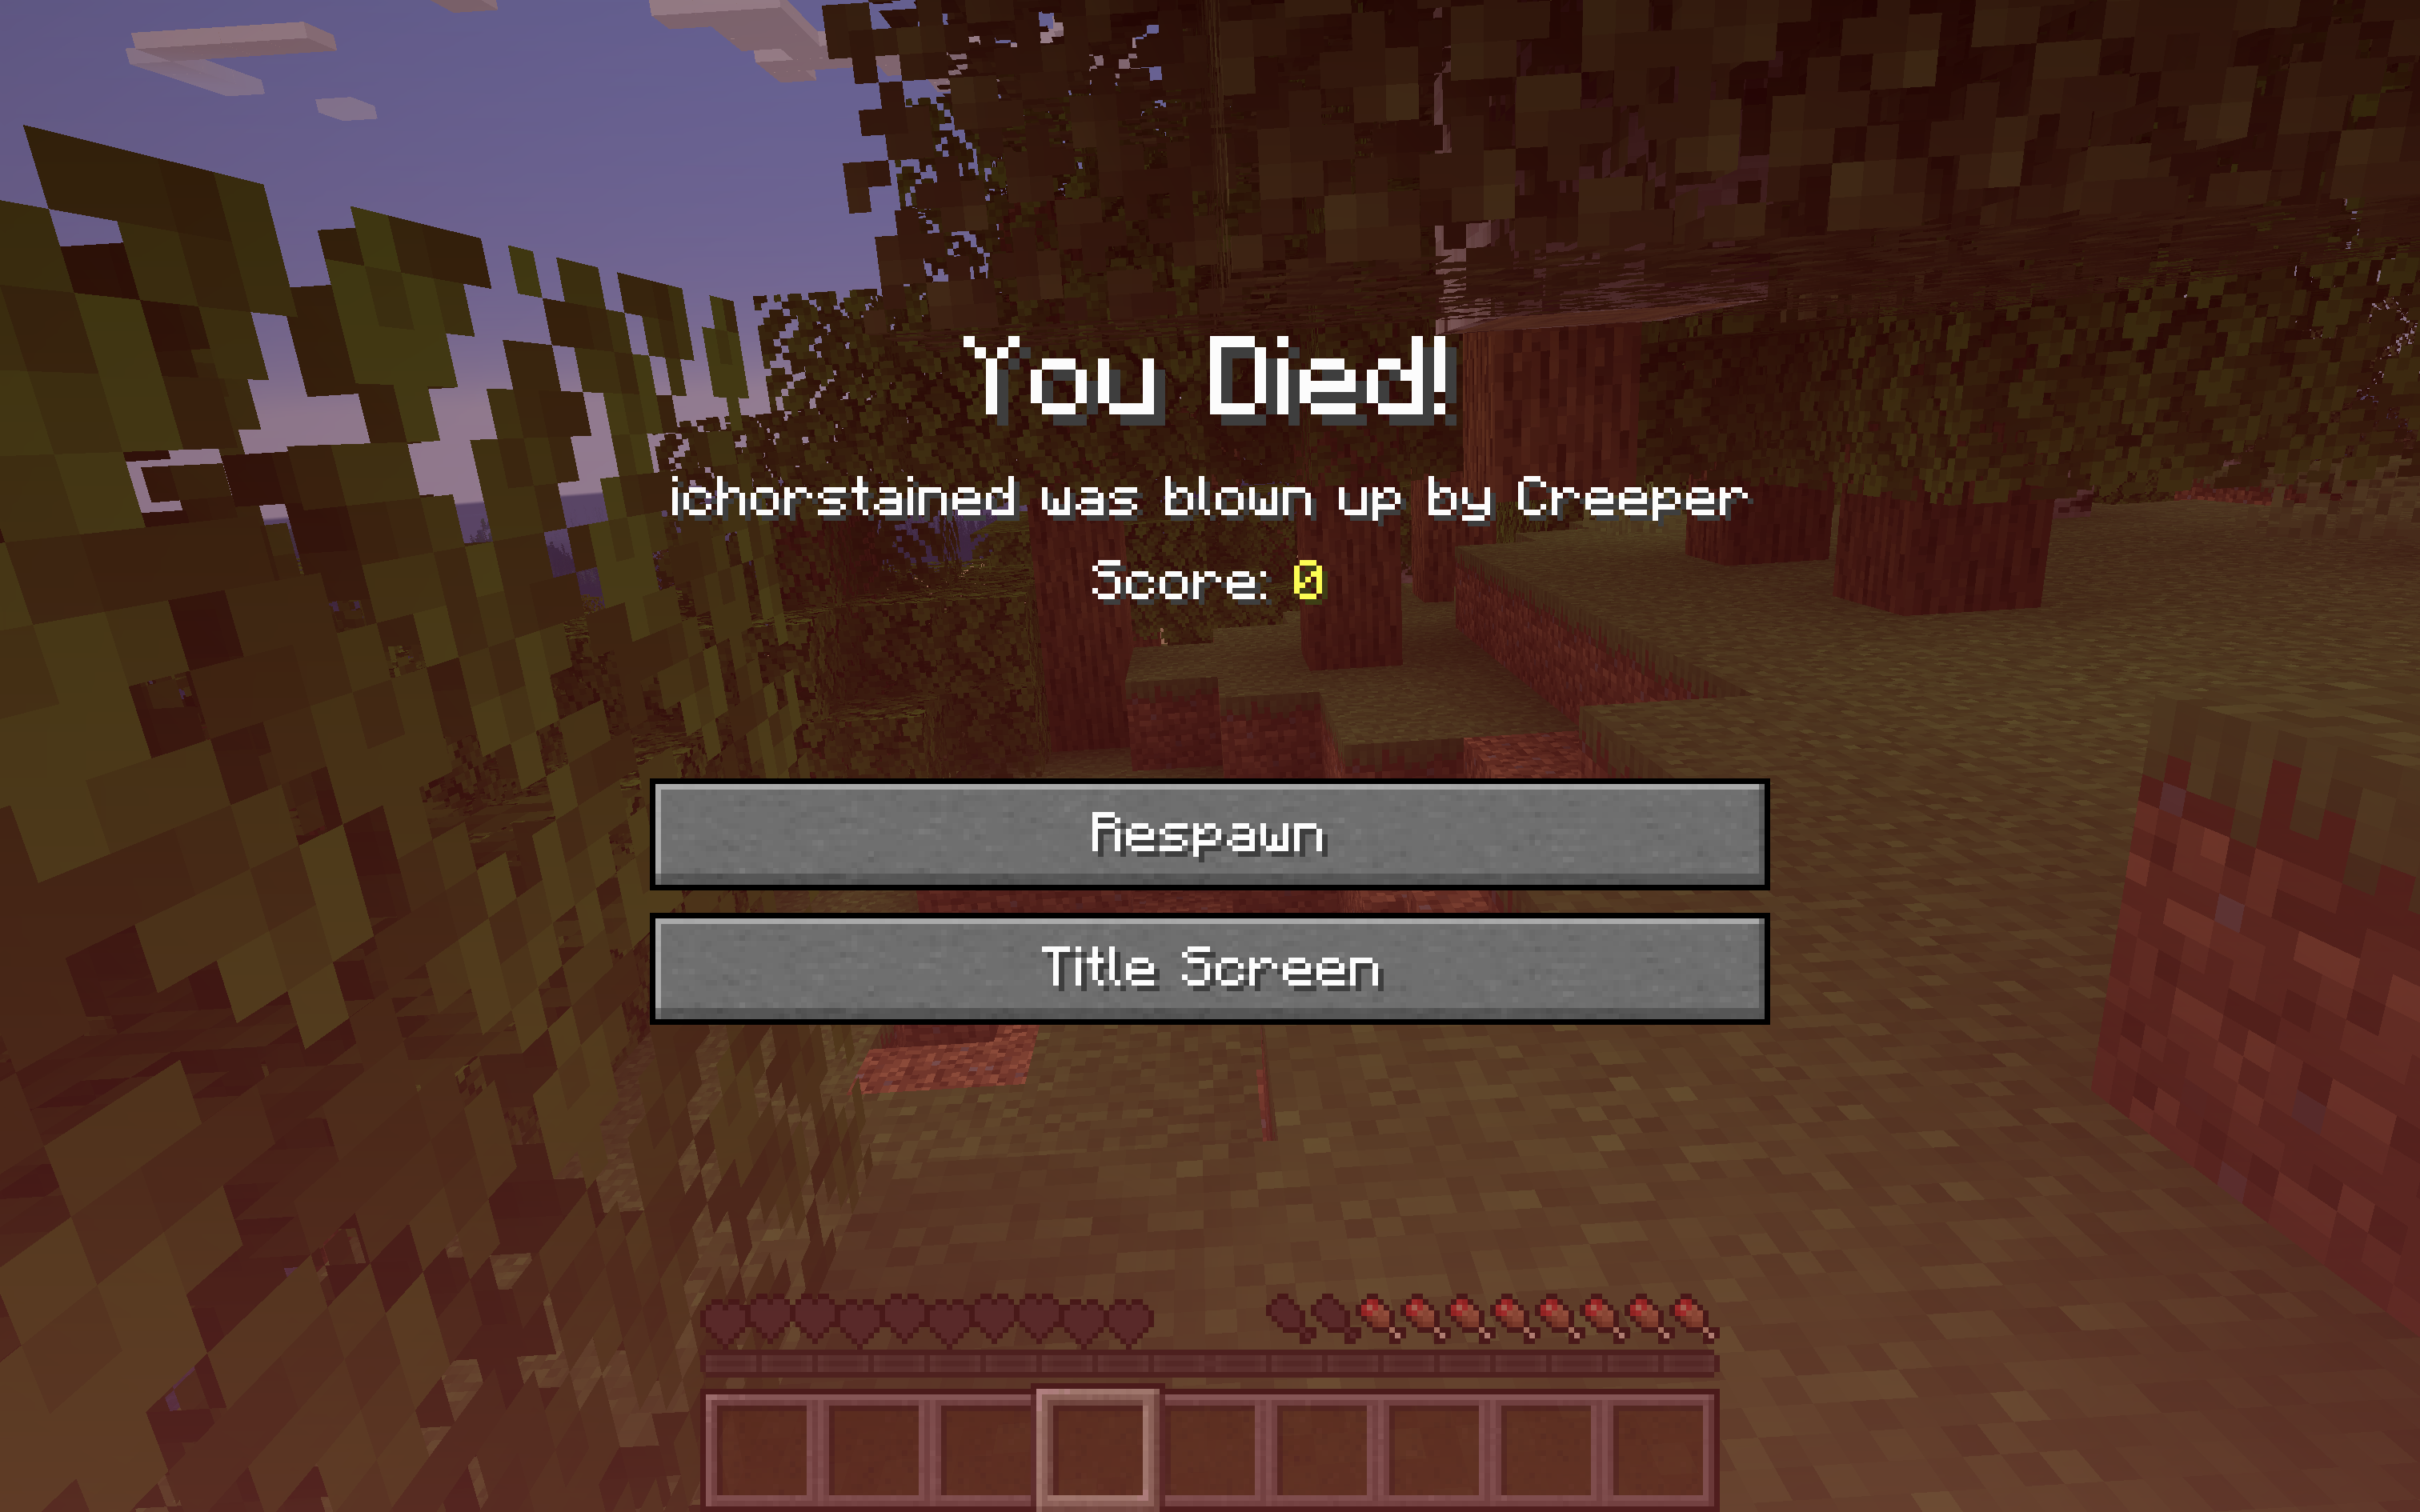 You Died!
ichorstained was blown up by Creeper
Score: 0
Respawn
Title Screen